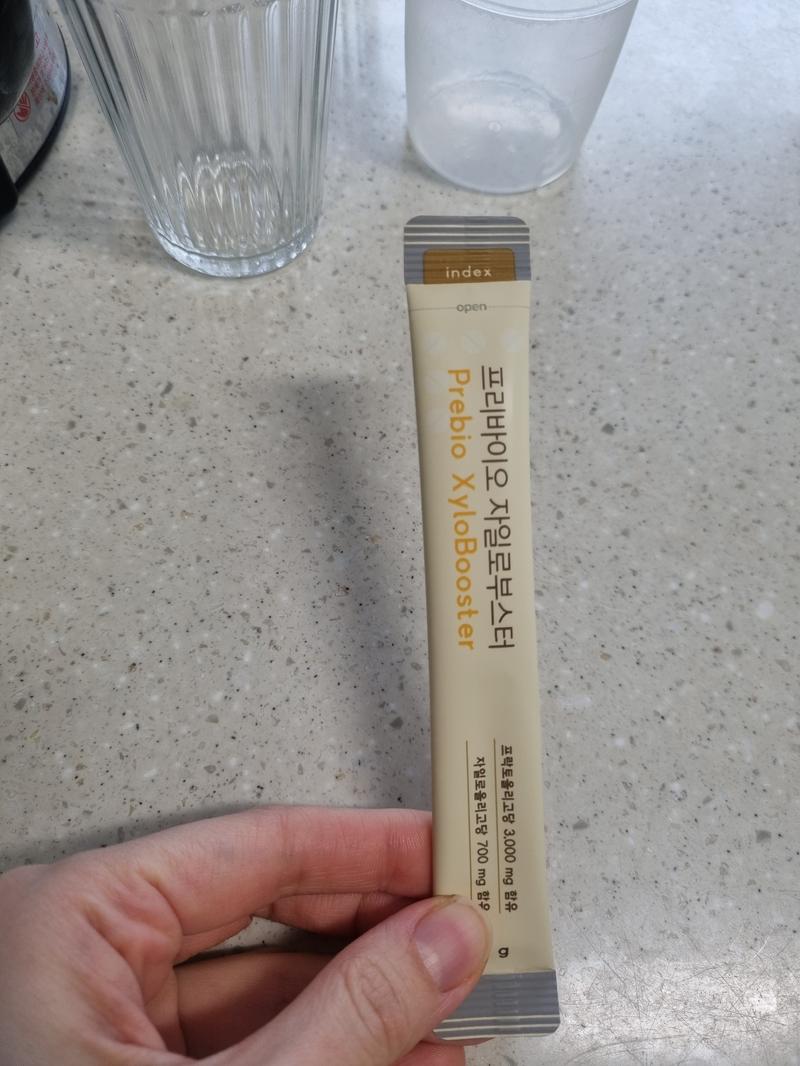 index
open
프리바이오 자일로부스터
Prebio XyloBooster
프락토올리고당 3,000 mg 함유
자일로올리고당 700 mg 함유
g